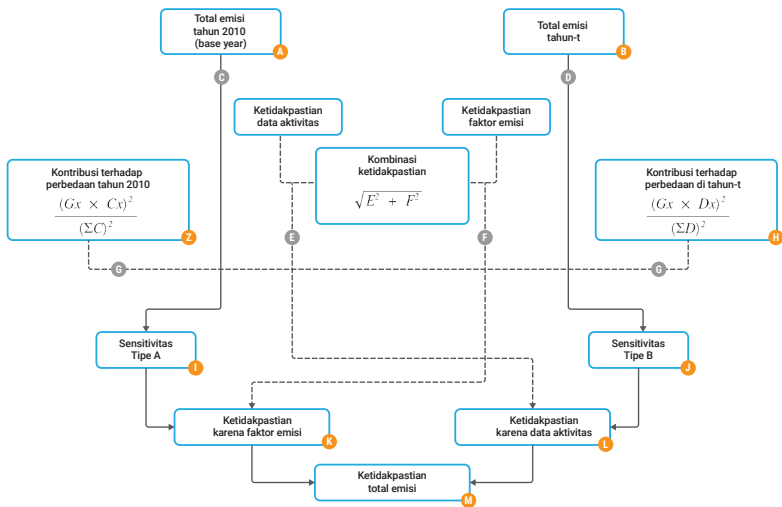 Total emisi
tahun 2010
(base year)
A
Total emisi
tahun-t
B
C
D
Ketidakpastian
data aktivitas
Ketidakpastian
faktor emisi
Kontribusi terhadap
perbedaan tahun 2010
(Gx × Cx)²
(ΣC)²
Z
Kombinasi
ketidakpastian
√E² + F²
Kontribusi terhadap
perbedaan di tahun-t
(Gx × Dx)²
(ΣD)²
H
E
F
G
G
Sensitivitas
Tipe A
I
Sensitivitas
Tipe B
J
Ketidakpastian
karena faktor emisi
K
Ketidakpastian
karena data aktivitas
L
Ketidakpastian
total emisi
M